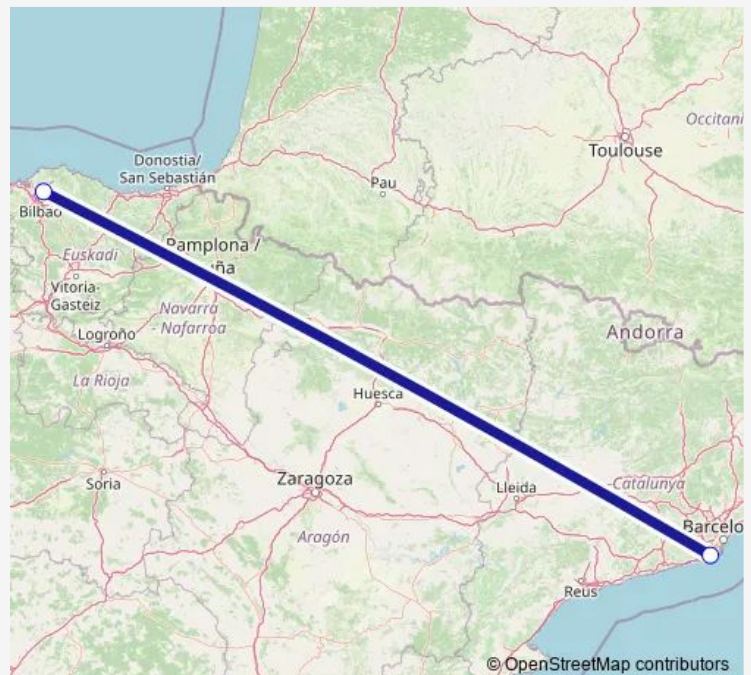 Occitani
Toulouse
Donostia/
San Sebastián
Pau
Bilbao
Pamplona /
uña
Euskadi
Vitoria-
Gasteiz
Navarra
- Nafarroa
Logroño
Andorra
La Rioja
Huesca
Soria
Zaragoza
Lleida
Catalunya
Barcelo
Aragón
Reus
© OpenStreetMap contributors